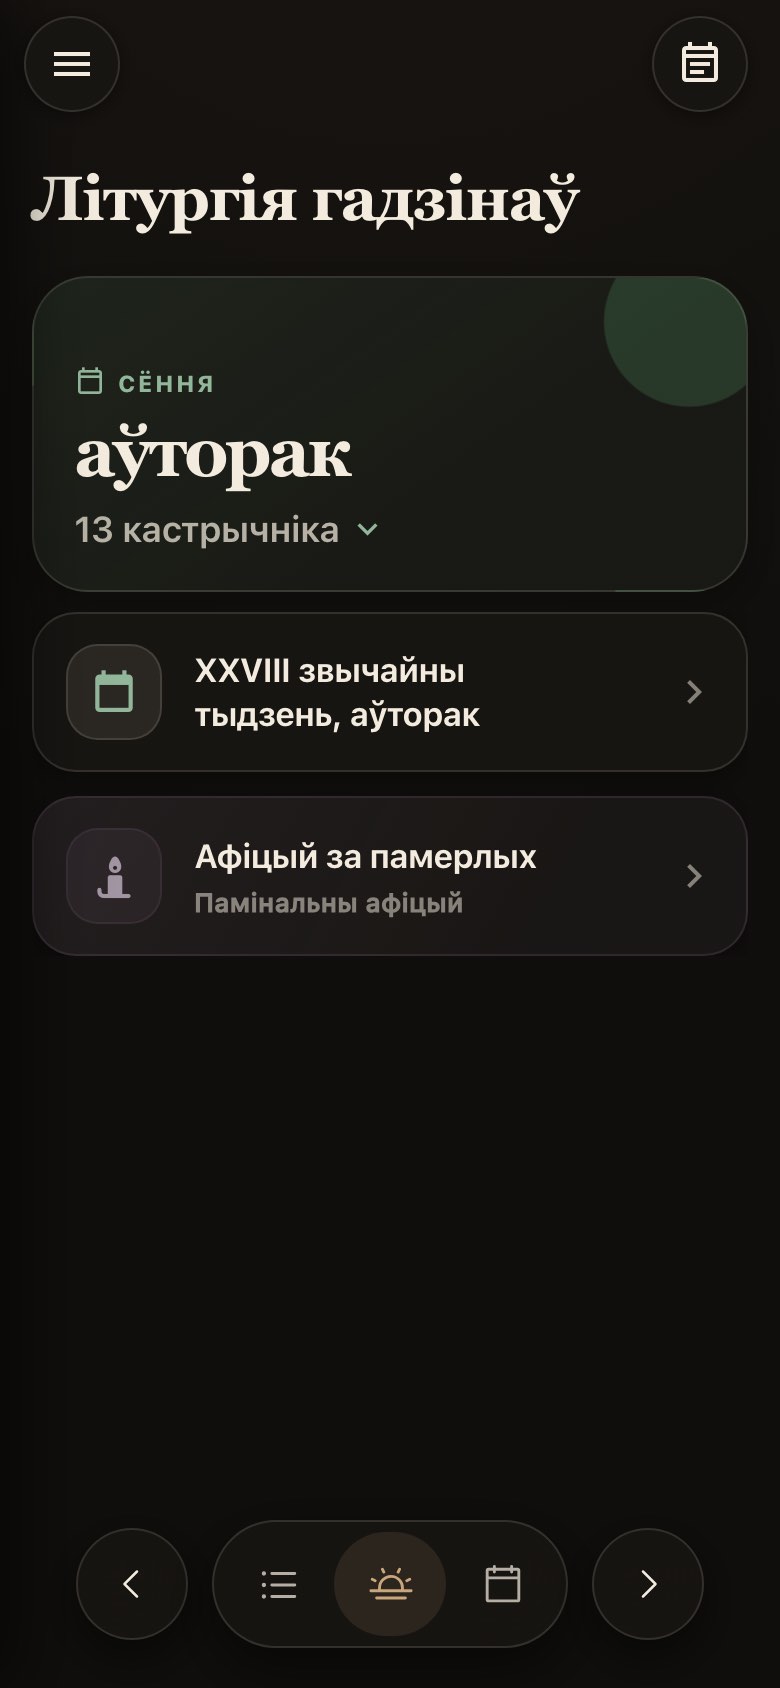 Літургія гадзінаў
СЁННЯ
аўторак
13 кастрычніка
XXVIII звычайны
тыдзень, аўторак
Афіцый за памерлых
Памінальны афіцый